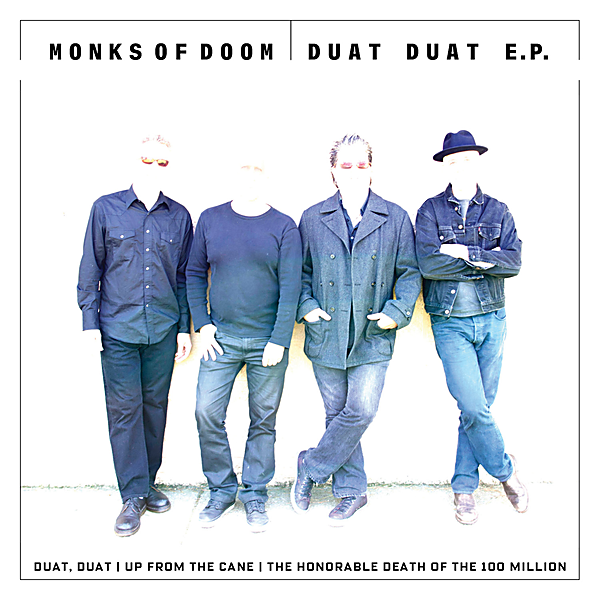 MONKS OF DOOM | DUAT DUAT E.P.
DUAT, DUAT | UP FROM THE CANE | THE HONORABLE DEATH OF THE 100 MILLION